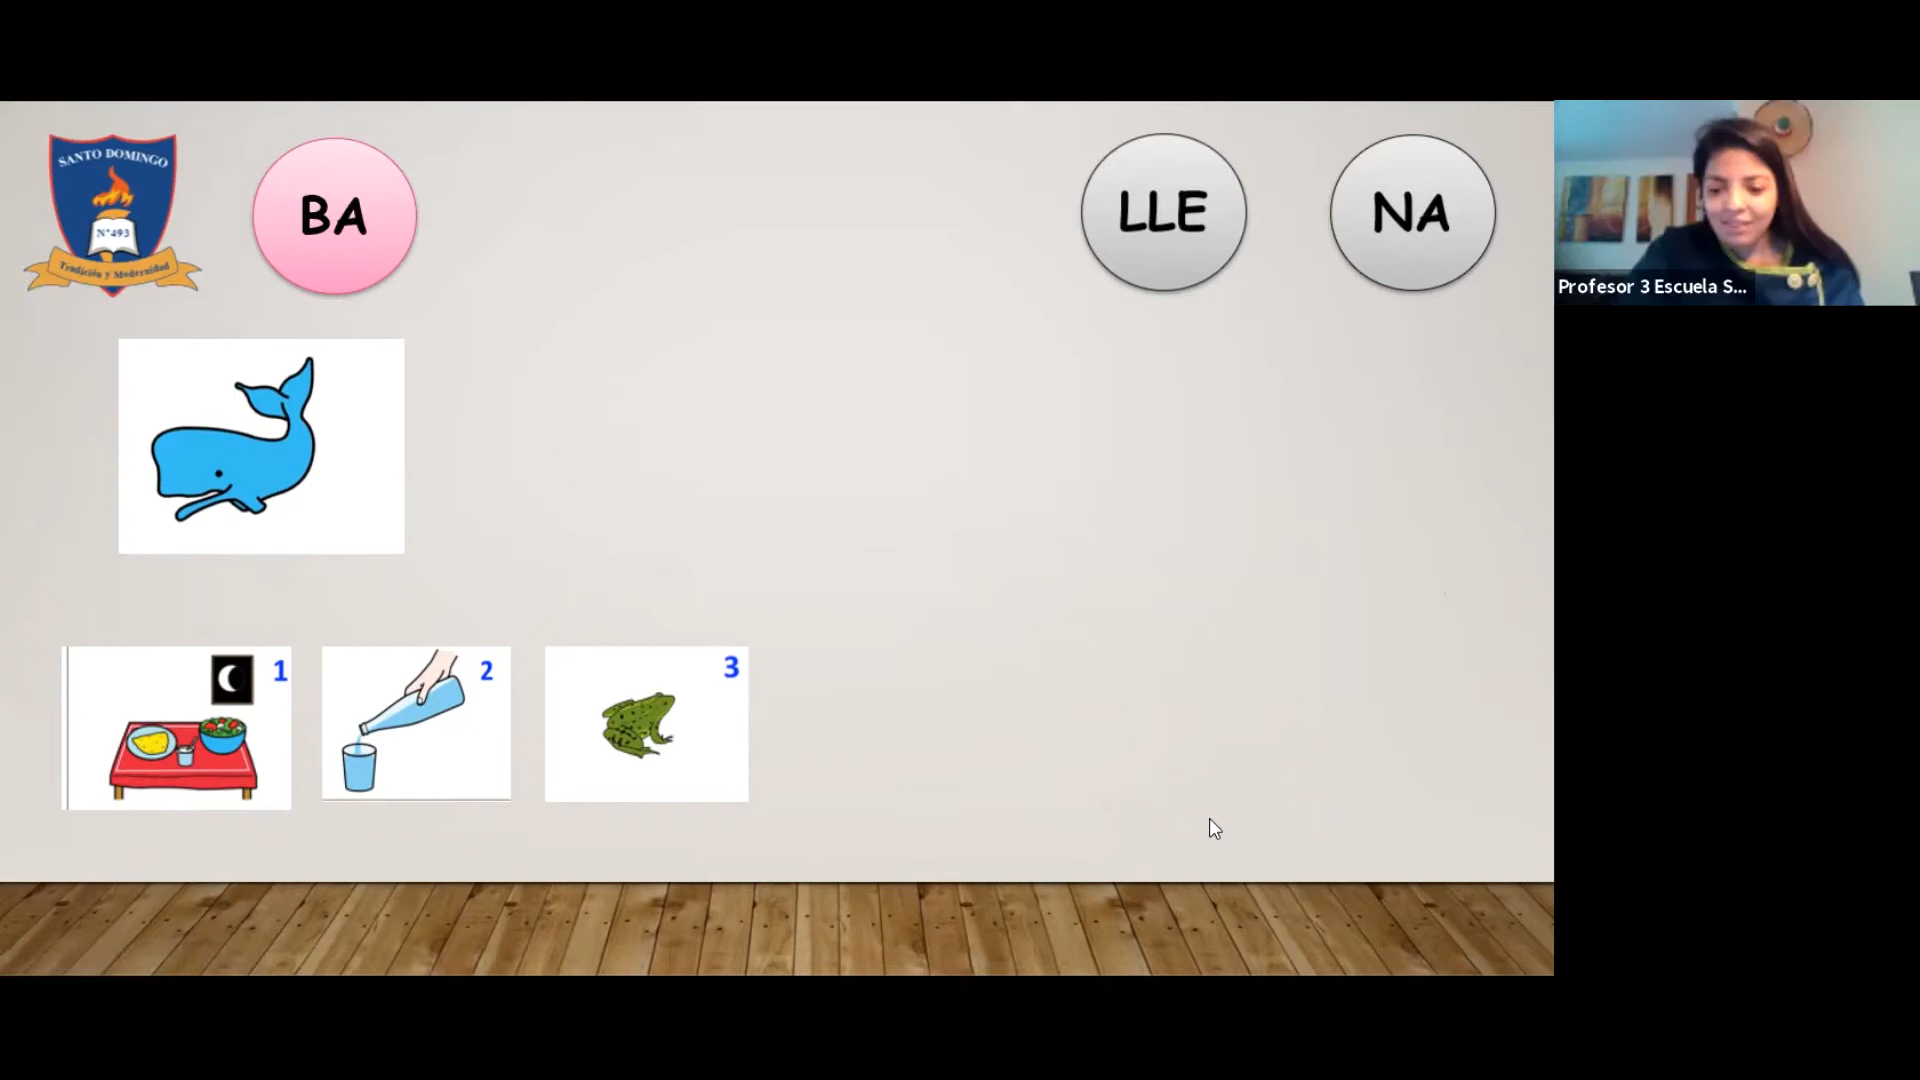 SANTO DOMINGO
N°493
Tradición y Modernidad
BA
LLE
NA
Profesor 3 Escuela S...
1
2
3